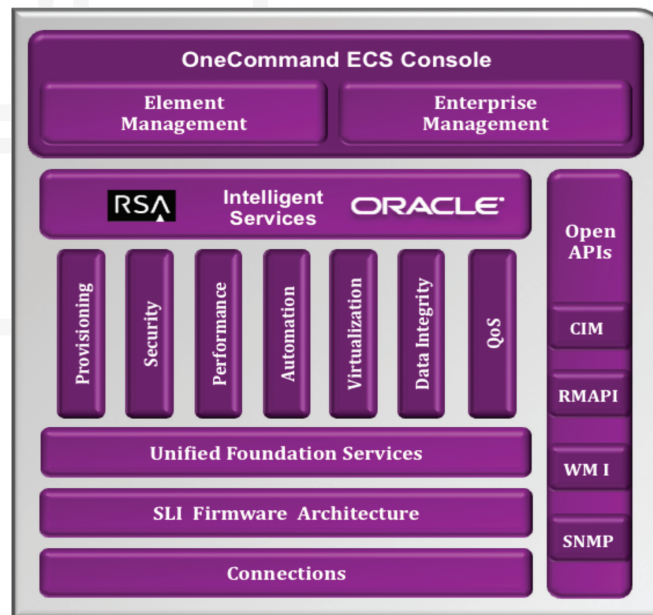 OneCommand ECS Console
Element
Management
Enterprise
Management
RSA
Intelligent
Services
ORACLE
Provisioning
Security
Performance
Automation
Virtualization
Data Integrity
QoS
Unified Foundation Services
SLI Firmware Architecture
Connections
Open
APIs
CIM
RMAPI
WM I
SNMP